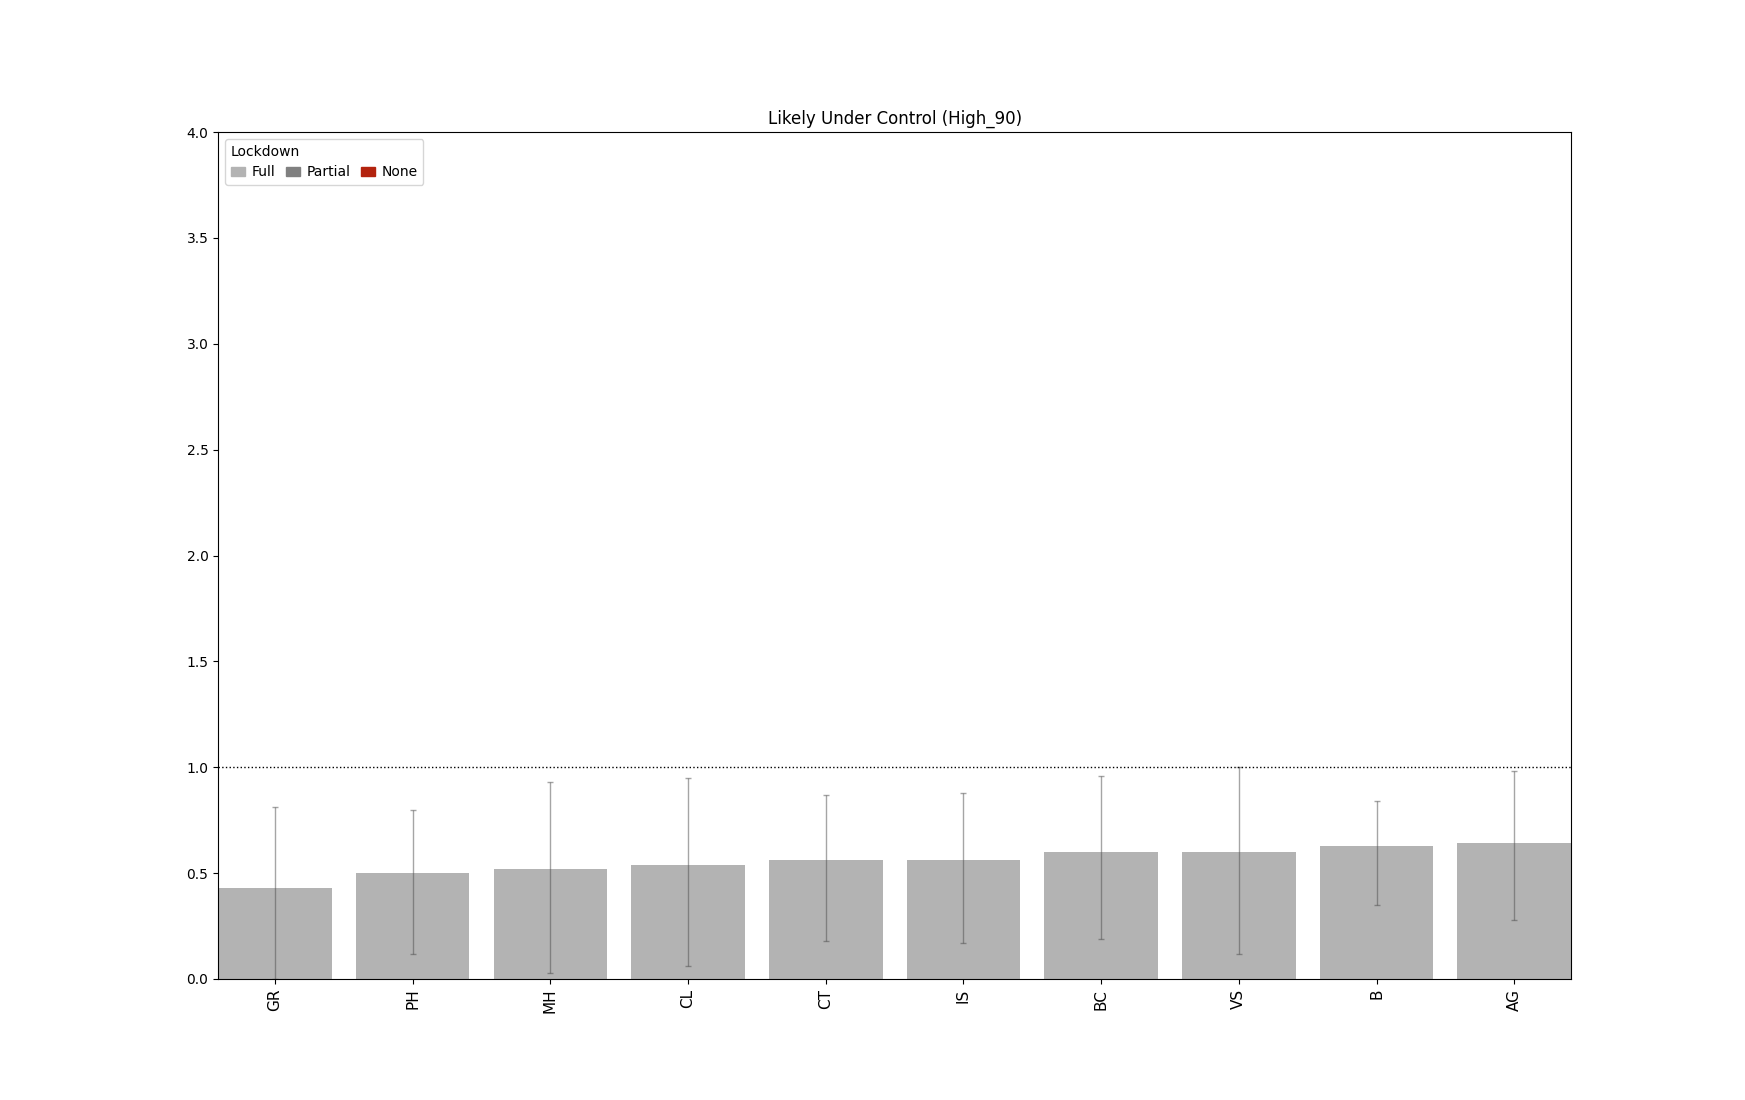 Likely Under Control (High_90)
Lockdown
Full Partial None
4.0
3.5
3.0
2.5
2.0
1.5
1.0
0.5
0.0
GR PH MH CL CT IS BC VS B AG